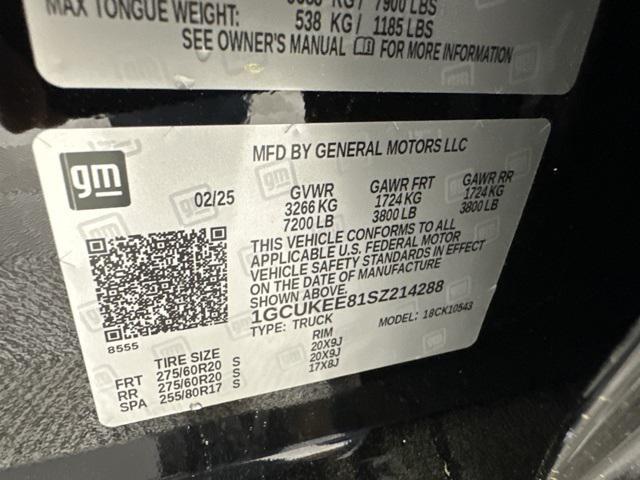 KG / 7900 LBS
MAX TONGUE WEIGHT: 538 KG / 1185 LBS
SEE OWNER'S MANUAL FOR MORE INFORMATION
gm
MFD BY GENERAL MOTORS LLC
02/25
GVWR GAWR FRT GAWR RR
3266 KG 1724 KG 1724 KG
7200 LB 3800 LB 3800 LB
THIS VEHICLE CONFORMS TO ALL
APPLICABLE U.S. FEDERAL MOTOR
VEHICLE SAFETY STANDARDS IN EFFECT
ON THE DATE OF MANUFACTURE
SHOWN ABOVE.
1GCUKEE81SZ214288
TYPE: TRUCK MODEL: 18CK10543
8555
TIRE SIZE RIM
FRT 275/60R20 S 20X9J
RR 275/60R20 S 20X9J
SPA 255/80R17 S 17X8J